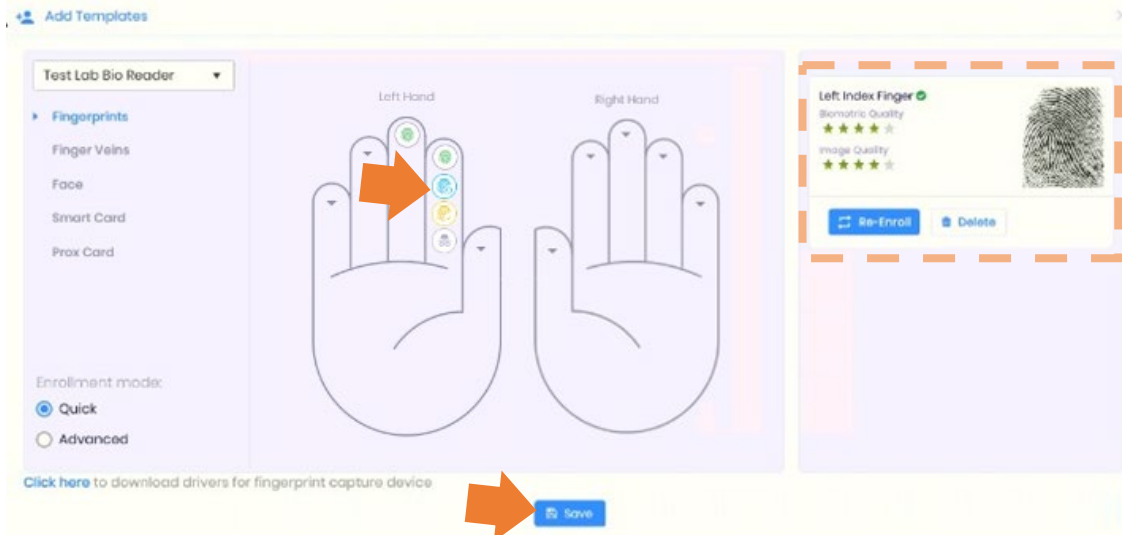 Add Templates
Test Lab Bio Reader
Fingerprints
Finger Veins
Face
Smart Card
Prox Card
Enrollment mode:
Quick
Advanced
Left Hand
Right Hand
Left Index Finger
Biometric Quality
Image Quality
Re-Enroll
Delete
Click here to download drivers for fingerprint capture device
Save